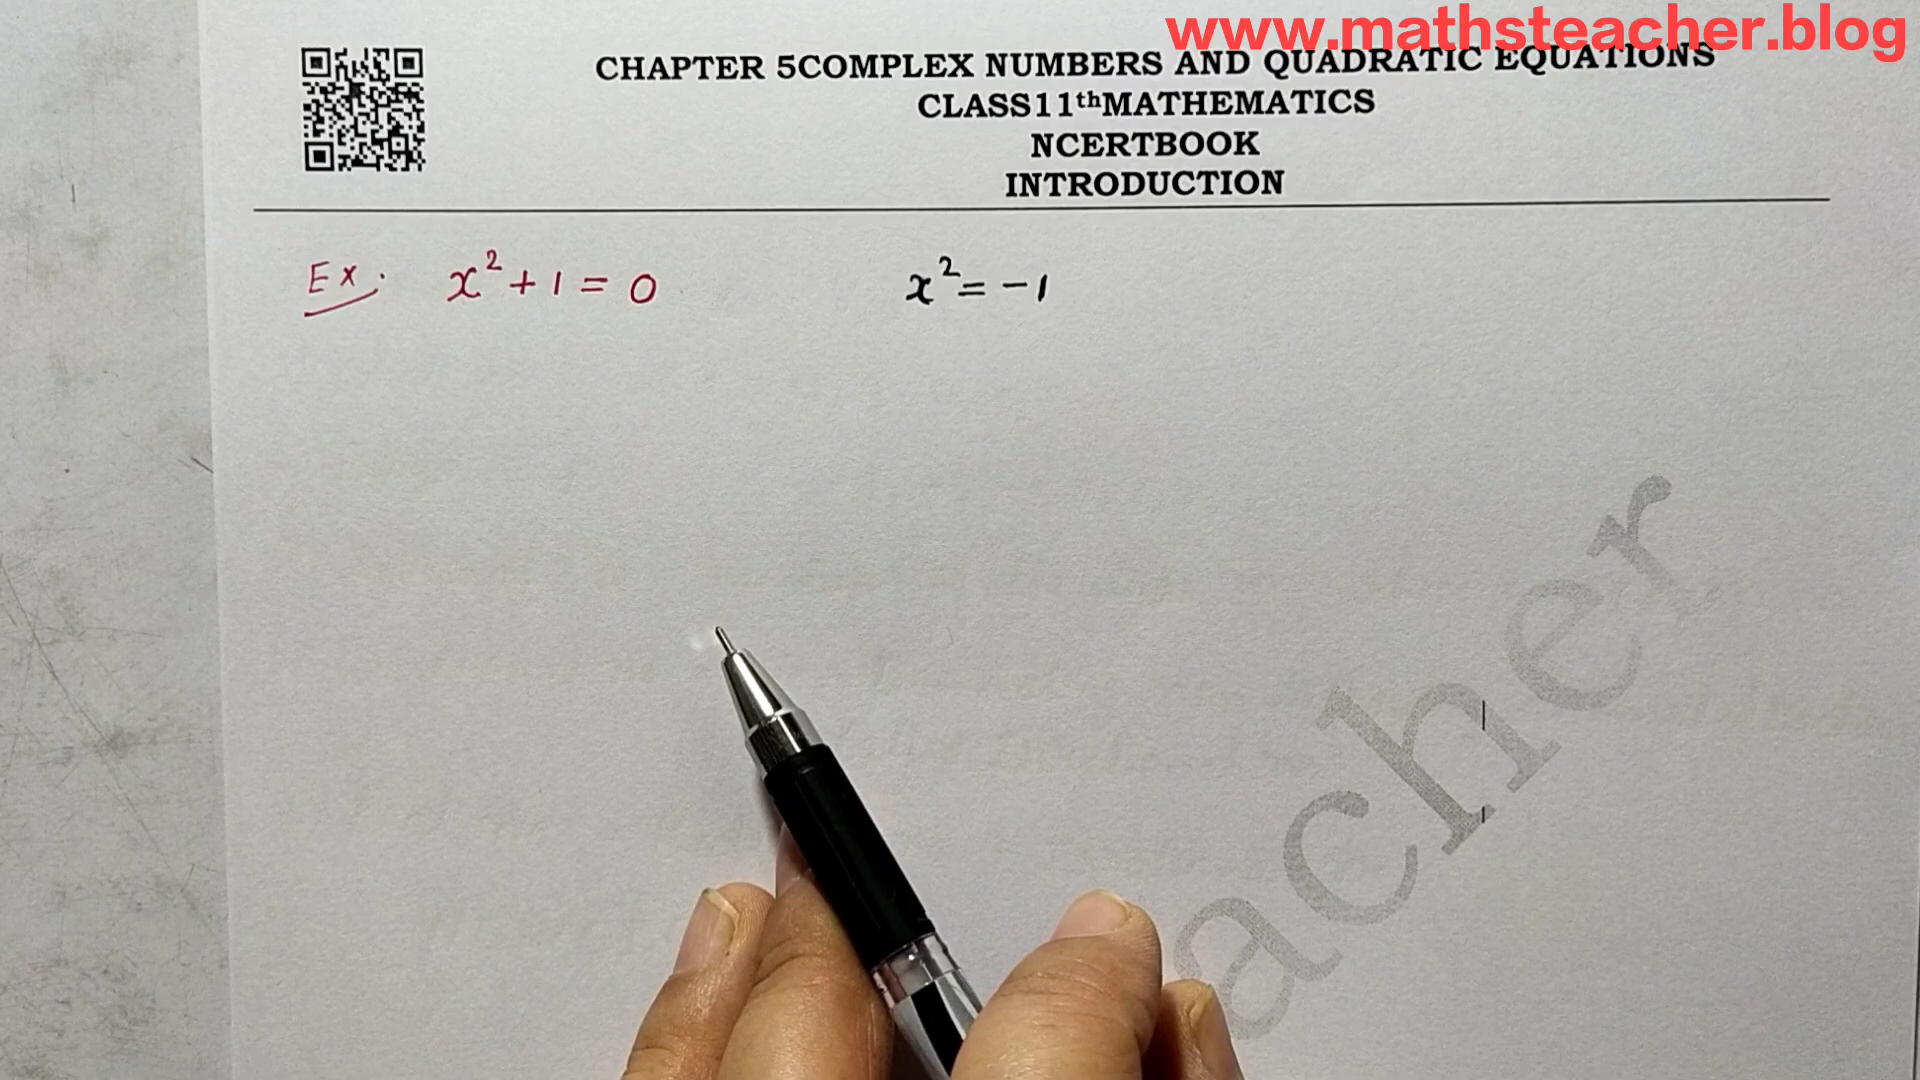 www.mathsteacher.blog
CHAPTER 5COMPLEX NUMBERS AND QUADRATIC EQUATIONS
CLASS11thMATHEMATICS
NCERTBOOK
INTRODUCTION
Ex. x²+1=0 x²=-1
acher